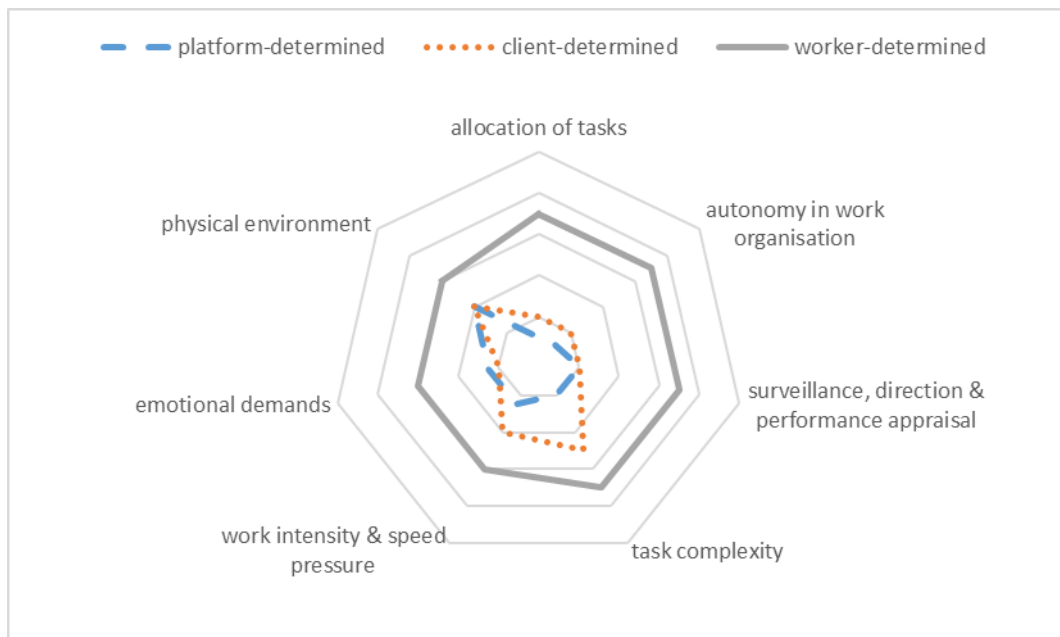 platform-determined client-determined worker-determined
allocation of tasks
physical environment
autonomy in work
organisation
emotional demands
surveillance, direction &
performance appraisal
work intensity & speed
pressure
task complexity